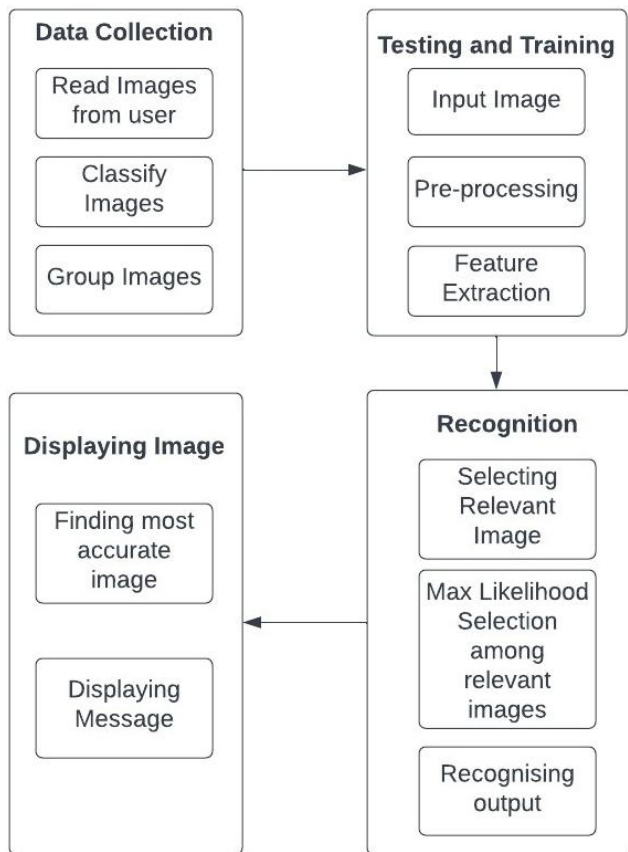 Data Collection
Read Images
from user
Classify
Images
Group Images
Testing and Training
Input Image
Pre-processing
Feature
Extraction
Recognition
Selecting
Relevant
Image
Max Likelihood
Selection
among
relevant
images
Recognising
output
Displaying Image
Finding most
accurate
image
Displaying
Message